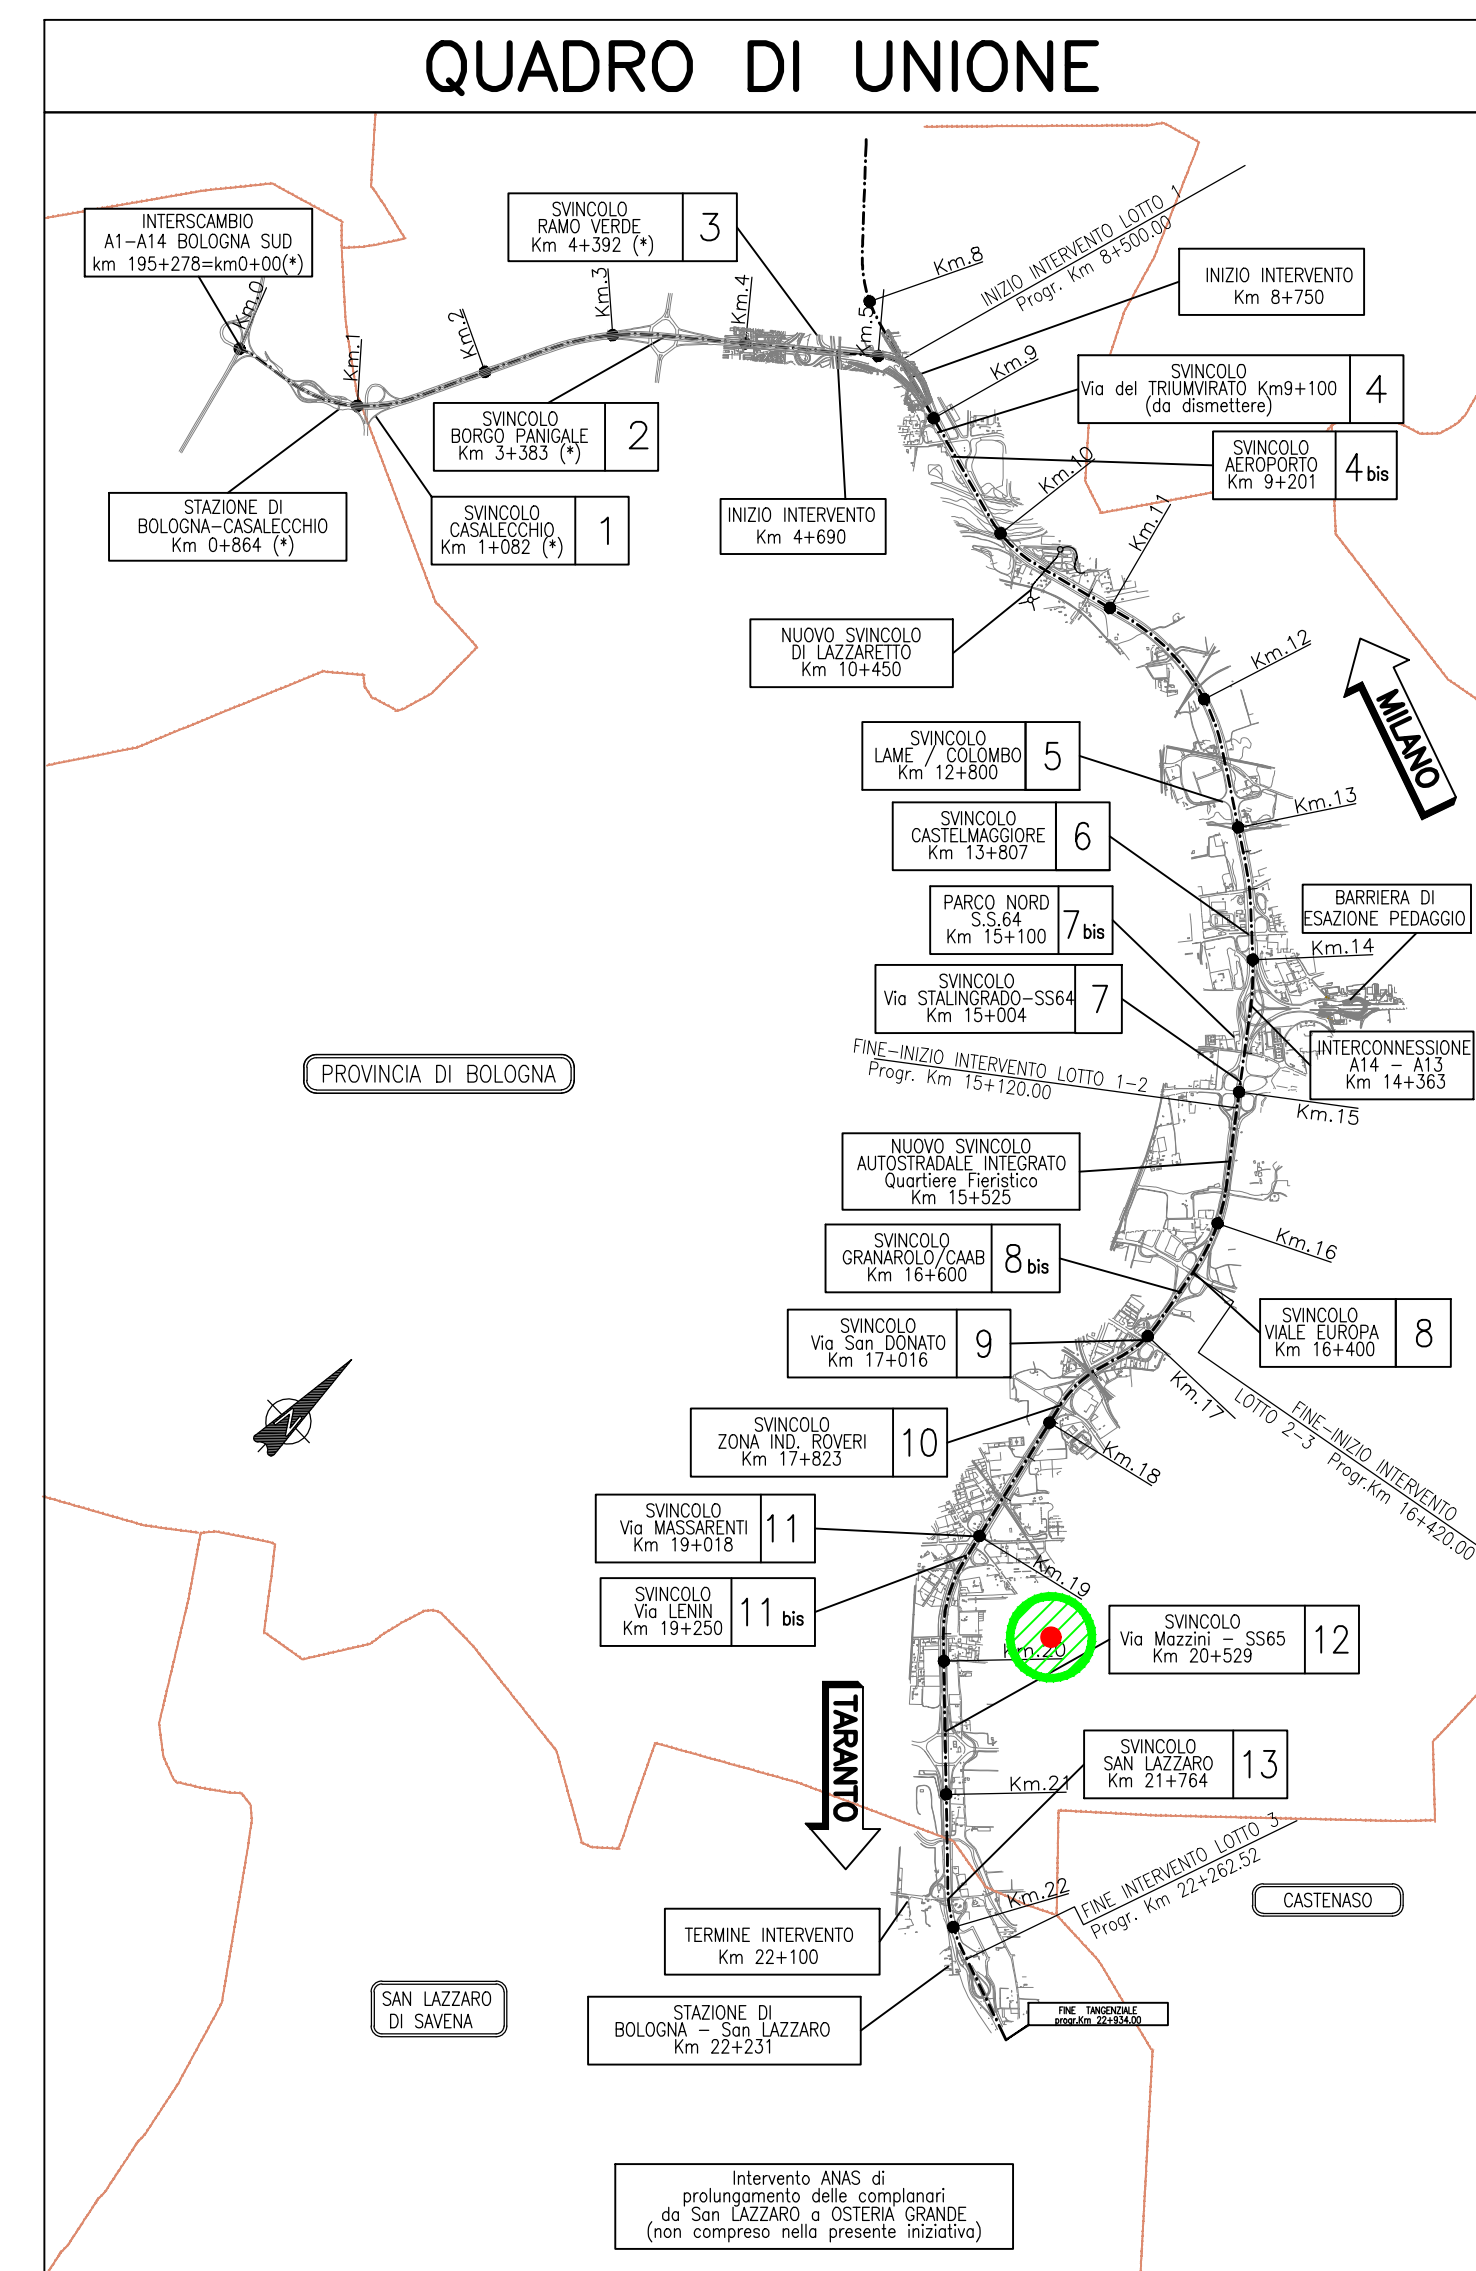 QUADRO DI UNIONE
INTERSCAMBIO
A1-A14 BOLOGNA SUD
km 195+278=km0+00(*)
SVINCOLO
RAMO VERDE
Km 4+392 (*)
3
Km.0
Km.1
Km.2
Km.3
Km.4
Km.5
Km.8
INIZIO INTERVENTO LOTTO 1
Progr. Km 8+500.00
INIZIO INTERVENTO
Km 8+750
Km.9
SVINCOLO
Via del TRIUMVIRATO Km9+100
(da dismettere)
4
SVINCOLO
AEROPORTO
Km 9+201
4 bis
SVINCOLO
BORGO PANIGALE
Km 3+383 (*)
2
STAZIONE DI
BOLOGNA-CASALECCHIO
Km 0+864 (*)
SVINCOLO
CASALECCHIO
Km 1+082 (*)
1
INIZIO INTERVENTO
Km 4+690
Km.10
Km.11
NUOVO SVINCOLO
DI LAZZARETTO
Km 10+450
Km.12
MILANO
SVINCOLO
LAME / COLOMBO
Km 12+800
5
Km.13
SVINCOLO
CASTELMAGGIORE
Km 13+807
6
PARCO NORD
S.S.64
Km 15+100
7 bis
BARRIERA DI
ESAZIONE PEDAGGIO
Km.14
SVINCOLO
Via STALINGRADO-SS64
Km 15+004
7
INTERCONNESSIONE
A14 - A13
Km 14+363
FINE-INIZIO INTERVENTO LOTTO 1-2
Progr. Km 15+120.00
Km.15
PROVINCIA DI BOLOGNA
NUOVO SVINCOLO
AUTOSTRADALE INTEGRATO
Quartiere Fieristico
Km 15+525
Km.16
SVINCOLO
GRANAROLO/CAAB
Km 16+600
8 bis
SVINCOLO
VIALE EUROPA
Km 16+400
8
SVINCOLO
Via San DONATO
Km 17+016
9
Km.17
FINE-INIZIO INTERVENTO
LOTTO 2-3 Progr.Km 16+420.00
SVINCOLO
ZONA IND. ROVERI
Km 17+823
10
Km.18
SVINCOLO
Via MASSARENTI
Km 19+018
11
Km.19
SVINCOLO
Via LENIN
Km 19+250
11 bis
SVINCOLO
Via Mazzini - SS65
Km 20+529
12
Km.20
TARANTO
SVINCOLO
SAN LAZZARO
Km 21+764
13
Km.21
FINE INTERVENTO LOTTO 3
Progr. Km 22+262.52
Km.22
CASTENASO
TERMINE INTERVENTO
Km 22+100
SAN LAZZARO
DI SAVENA
STAZIONE DI
BOLOGNA - San LAZZARO
Km 22+231
FINE TANGENZIALE
progr.Km 22+934.00
Intervento ANAS di
prolungamento delle complanari
da San LAZZARO a OSTERIA GRANDE
(non compreso nella presente iniziativa)